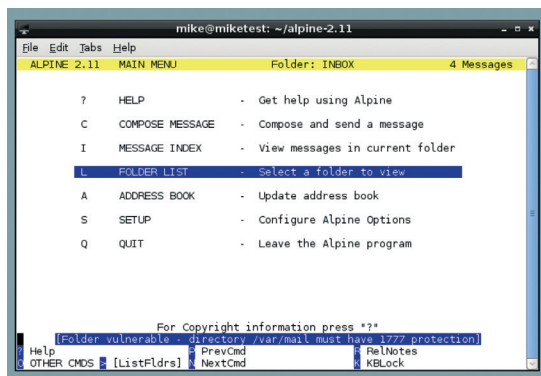 mike@miketest: ~/alpine-2.11
File Edit Tabs Help
ALPINE 2.11 MAIN MENU Folder: INBOX 4 Messages
? HELP - Get help using Alpine
C COMPOSE MESSAGE - Compose and send a message
I MESSAGE INDEX - View messages in current folder
L FOLDER LIST - Select a folder to view
A ADDRESS BOOK - Update address book
S SETUP - Configure Alpine Options
Q QUIT - Leave the Alpine program
For Copyright information press "?"
[Folder vulnerable - directory /var/mail must have 1777 protection]
? Help P PrevCmd R RelNotes
O OTHER CMDS > [ListFldrs] N NextCmd K KBLock